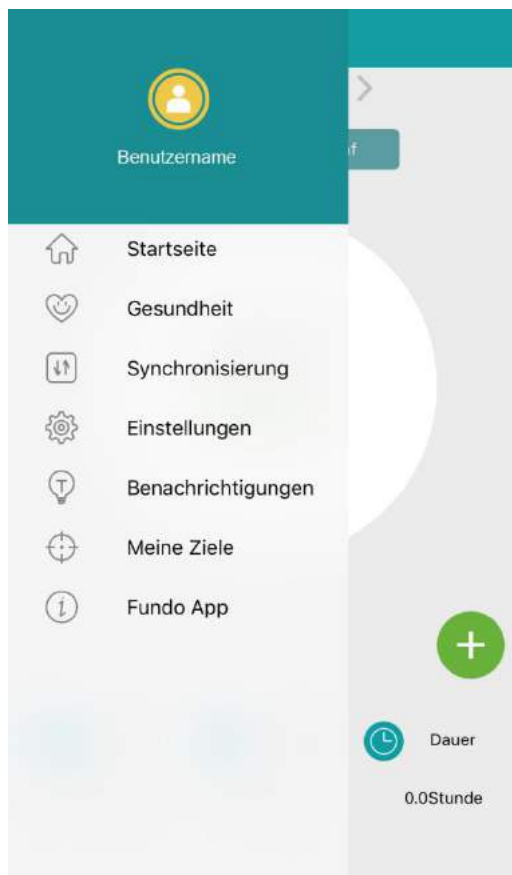 Benutzername
Startseite
Gesundheit
Synchronisierung
Einstellungen
Benachrichtigungen
Meine Ziele
Fundo App
Dauer
0.0Stunde